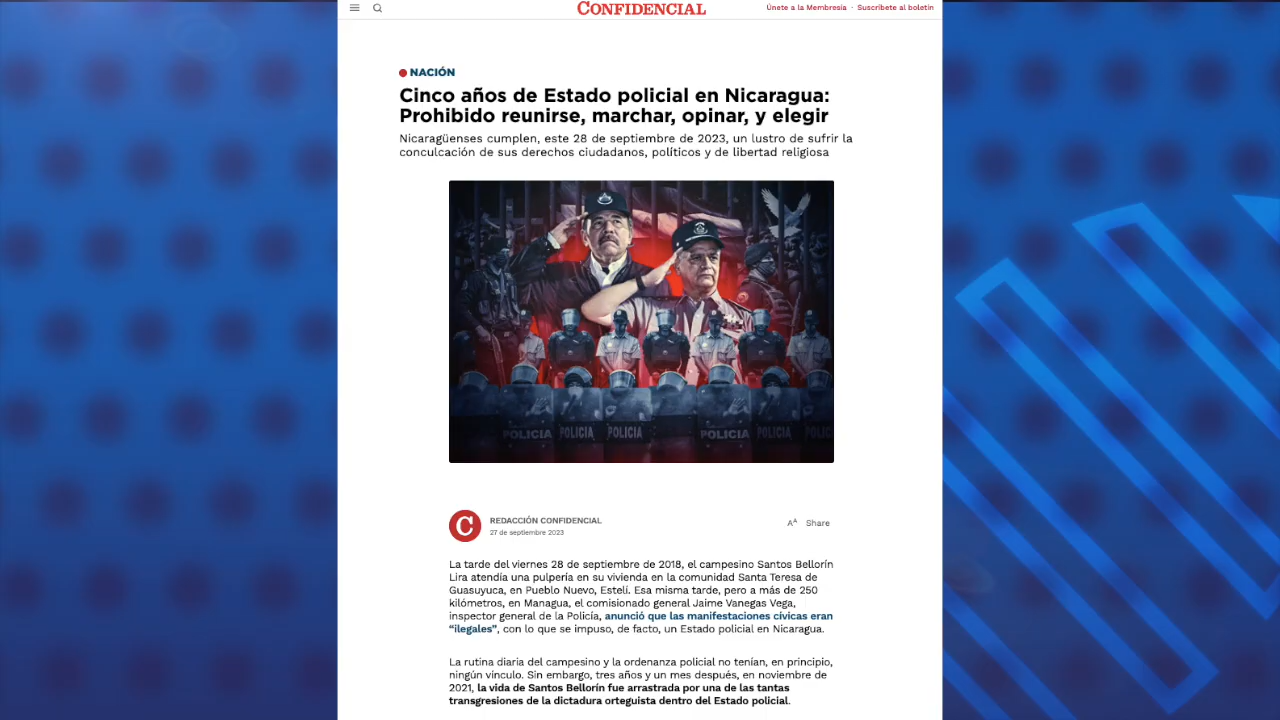 CONFIDENCIAL
Únete a la Membresía · Suscríbete al boletín
NACIÓN
Cinco años de Estado policial en Nicaragua:
Prohibido reunirse, marchar, opinar, y elegir
Nicaragüenses cumplen, este 28 de septiembre de 2023, un lustro de sufrir la
conculcación de sus derechos ciudadanos, políticos y de libertad religiosa
POLICIA POLICIA POLICIA POLICIA POLICIA POLIC
C
REDACCIÓN CONFIDENCIAL
27 de septiembre 2023
AA Share
La tarde del viernes 28 de septiembre de 2018, el campesino Santos Bellorín
Lira atendía una pulpería en su vivienda en la comunidad Santa Teresa de
Guasuyuca, en Pueblo Nuevo, Estelí. Esa misma tarde, pero a más de 250
kilómetros, en Managua, el comisionado general Jaime Vanegas Vega,
inspector general de la Policía, anunció que las manifestaciones cívicas eran
“ilegales”, con lo que se impuso, de facto, un Estado policial en Nicaragua.
La rutina diaria del campesino y la ordenanza policial no tenían, en principio,
ningún vínculo. Sin embargo, tres años y un mes después, en noviembre de
2021, la vida de Santos Bellorín fue arrastrada por una de las tantas
transgresiones de la dictadura orteguista dentro del Estado policial.